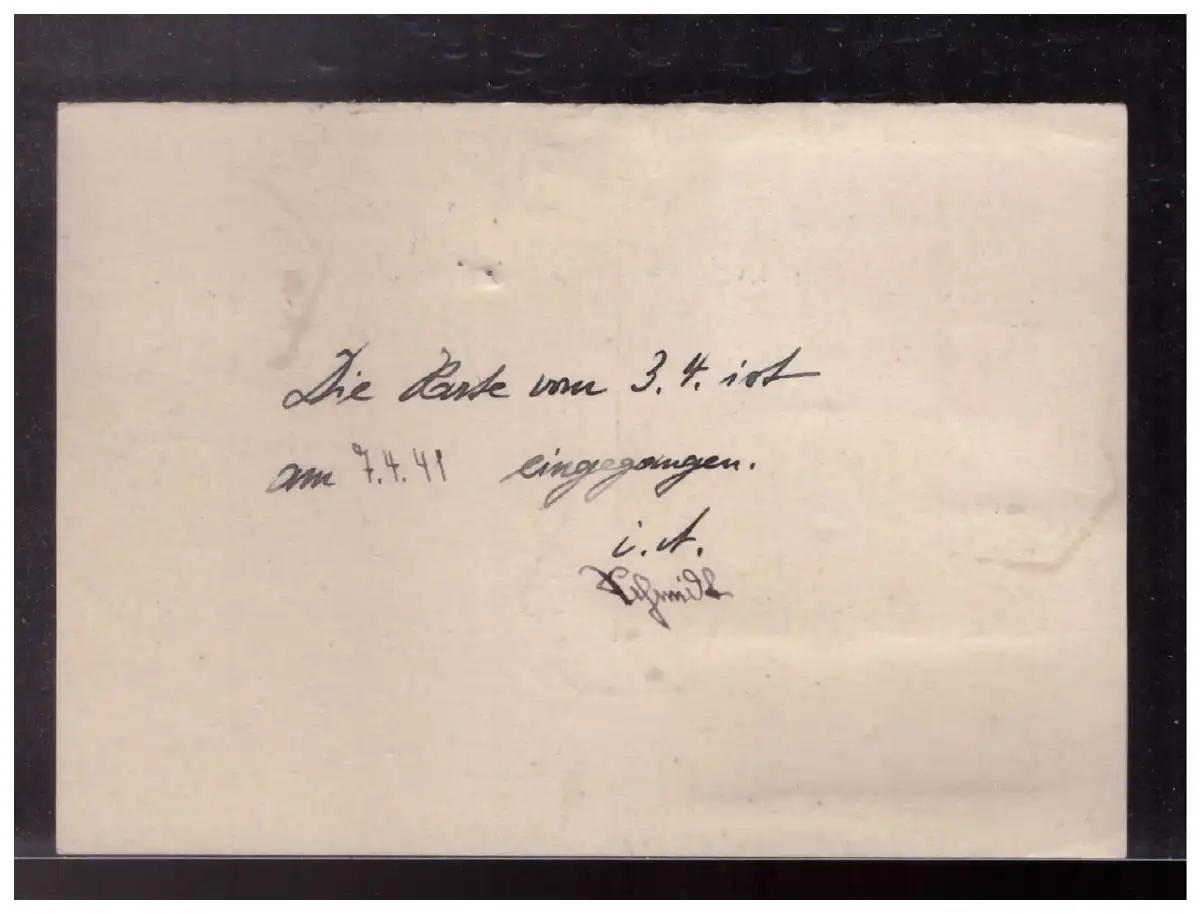 Die Karte vom 3.4. ist
am 7.4.41 eingegangen.
i.A.
Schmidt